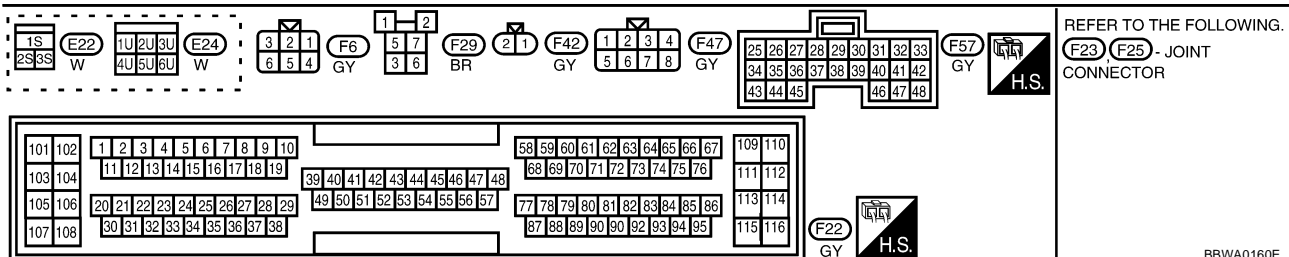 1S
2S 3S
E22
W
1U 2U 3U
4U 5U 6U
E24
W
3 2 1
6 5 4
F6
GY
1 2
5 7
3 6
F29
BR
2 1
F42
GY
1 2 3 4
5 6 7 8
F47
GY
25 26 27 28 29 30 31 32 33
34 35 36 37 38 39 40 41 42
43 44 45 46 47 48
F57
GY
H.S.
REFER TO THE FOLLOWING.
F23, F25 - JOINT
CONNECTOR
101 102
103 104
105 106
107 108
1 2 3 4 5 6 7 8 9 10
11 12 13 14 15 16 17 18 19
20 21 22 23 24 25 26 27 28 29
30 31 32 33 34 35 36 37 38
39 40 41 42 43 44 45 46 47 48
49 50 51 52 53 54 55 56 57
58 59 60 61 62 63 64 65 66 67
68 69 70 71 72 73 74 75 76
77 78 79 80 81 82 83 84 85 86
87 88 89 90 90 92 93 94 95
109 110
111 112
113 114
115 116
F22
GY
H.S.
BBWA0160E